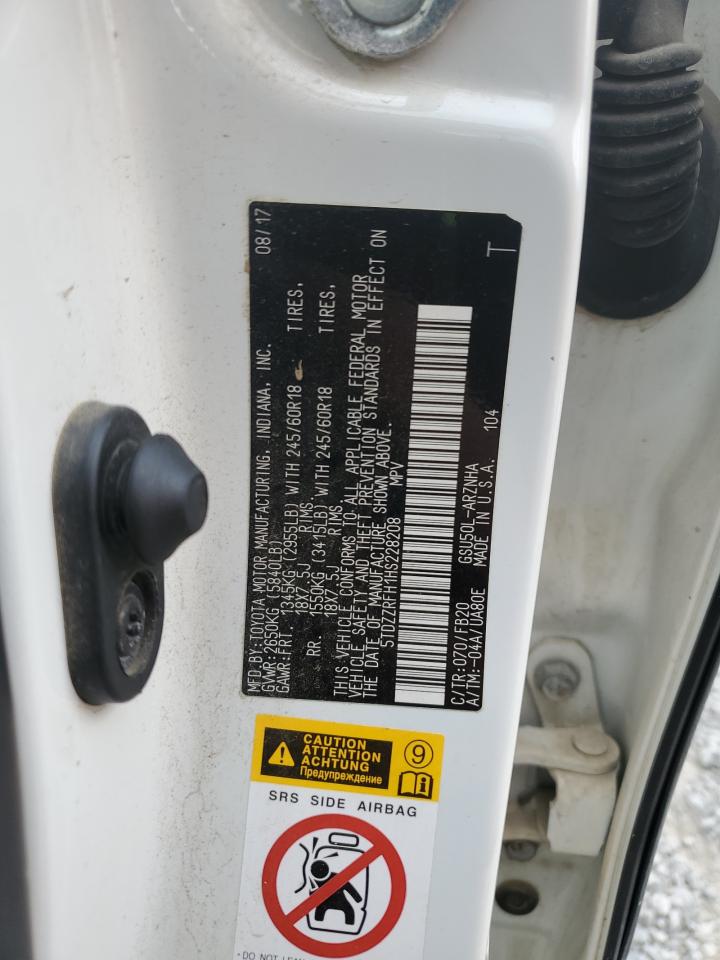 MFD·BY:TOYOTA MOTOR MANUFACTURING, INDIANA, INC. 08/17
GVWR:2650KG (5840LB)
GAWR:FRT. 1345KG (2955LB) WITH 245/60R18 TIRES,
18X7.5J RIMS
RR. 1550KG (3415LB) WITH 245/60R18 TIRES,
18X7.5J RIMS
THIS VEHICLE CONFORMS TO ALL APPLICABLE FEDERAL MOTOR
VEHICLE SAFETY AND THEFT PREVENTION STANDARDS IN EFFECT ON
THE DATE OF MANUFACTURE SHOWN ABOVE.
5TDZZRFH1HS228208 MPV
C/TR:070/FB20 GSU50L-ARZNHA
A/TM:-04A/UA80E MADE IN U.S.A. 104 T
CAUTION
ATTENTION
ACHTUNG
Предупреждение
9
i
SRS SIDE AIRBAG
• DO NOT LEAN